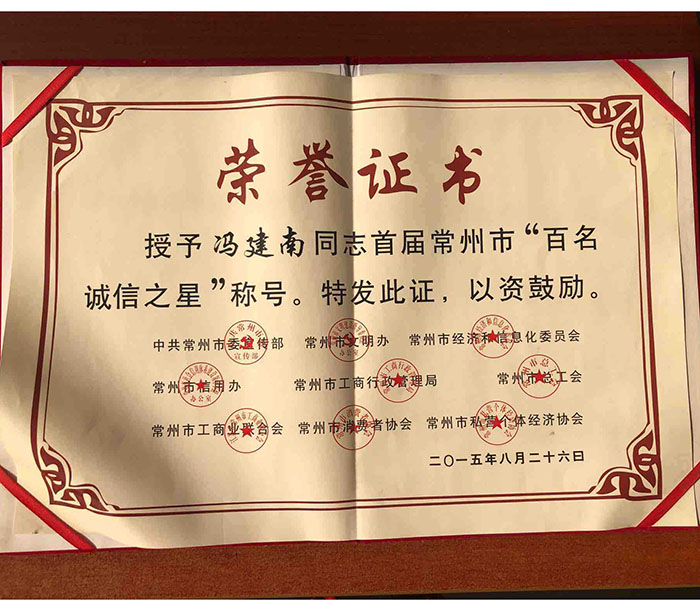 荣誉证书
授予冯建南同志首届常州市“百名
诚信之星”称号。特发此证，以资鼓励。
中共常州市委宣传部 常州市文明办 常州市经济和信息化委员会
常州市信用办 常州市工商行政管理局 常州市总工会
常州市工商业联合会 常州市消费者协会 常州市私营个体经济协会
二〇一五年八月二十六日